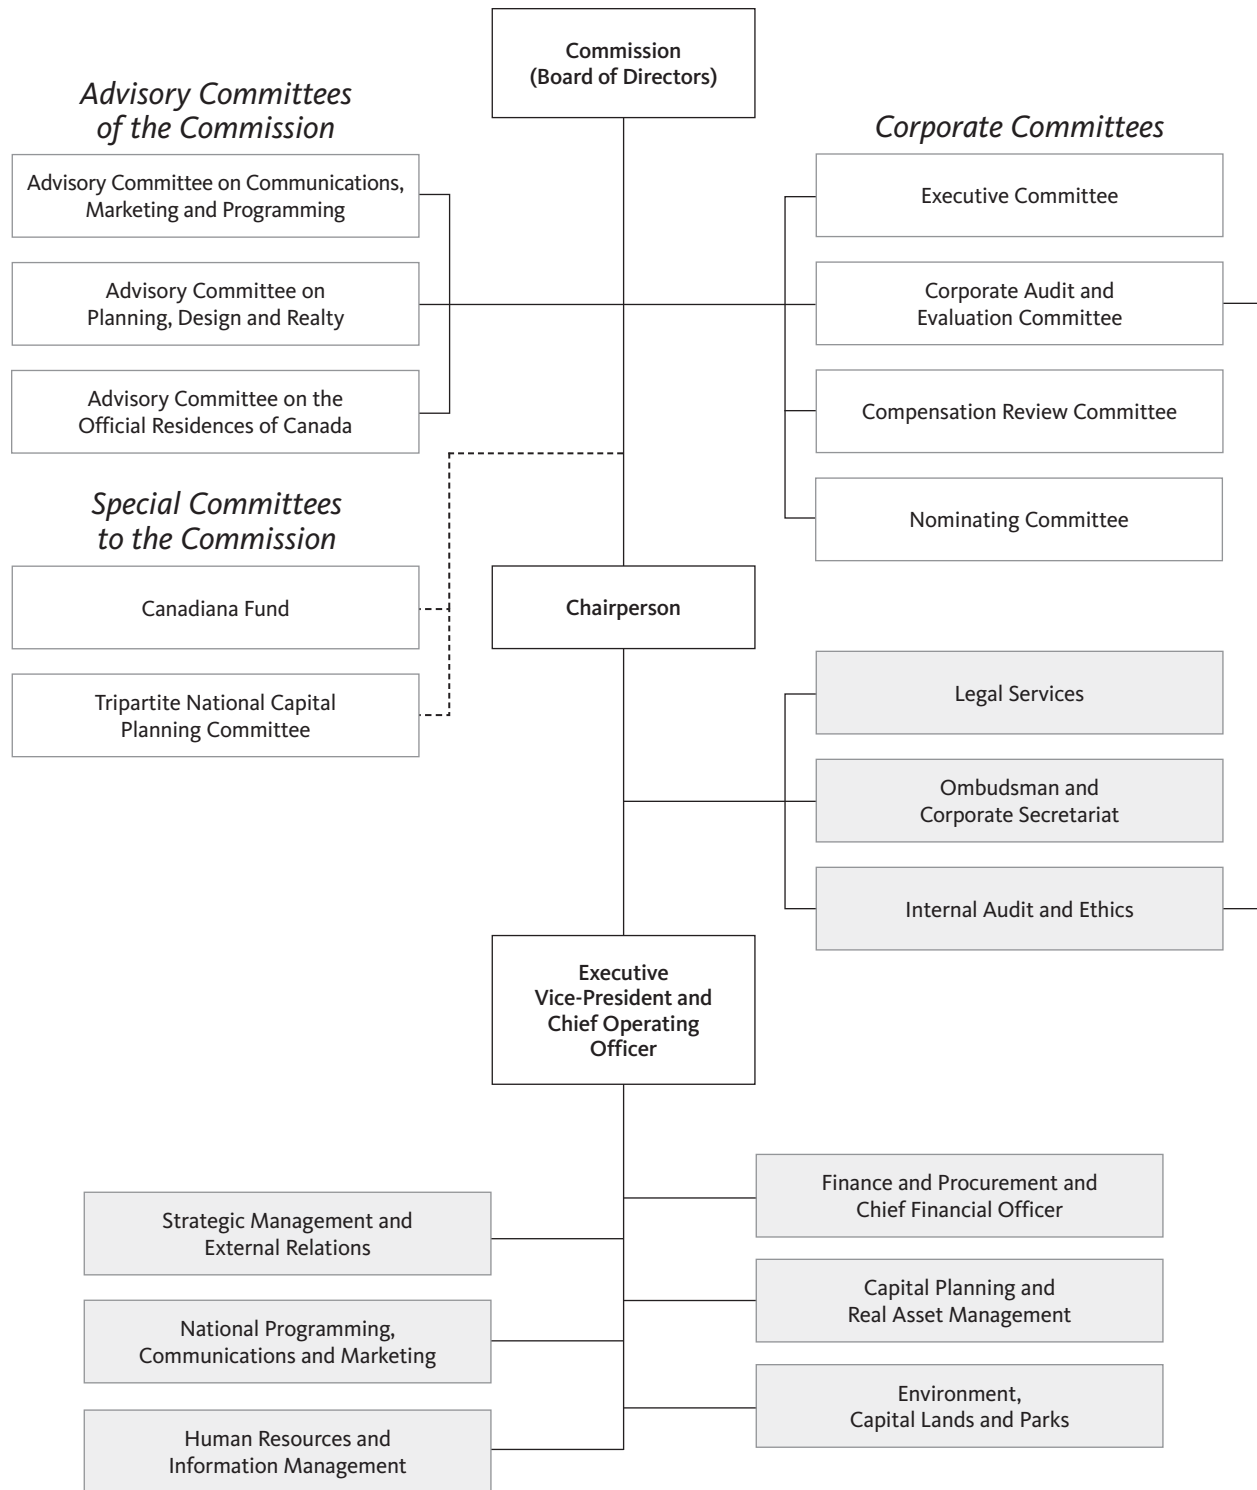 Commission
(Board of Directors)
Advisory Committees
of the Commission
Advisory Committee on Communications,
Marketing and Programming
Advisory Committee on
Planning, Design and Realty
Advisory Committee on the
Official Residences of Canada
Corporate Committees
Executive Committee
Corporate Audit and
Evaluation Committee
Compensation Review Committee
Nominating Committee
Special Committees
to the Commission
Canadiana Fund
Tripartite National Capital
Planning Committee
Chairperson
Legal Services
Ombudsman and
Corporate Secretariat
Internal Audit and Ethics
Executive
Vice-President and
Chief Operating
Officer
Strategic Management and
External Relations
National Programming,
Communications and Marketing
Human Resources and
Information Management
Finance and Procurement and
Chief Financial Officer
Capital Planning and
Real Asset Management
Environment,
Capital Lands and Parks